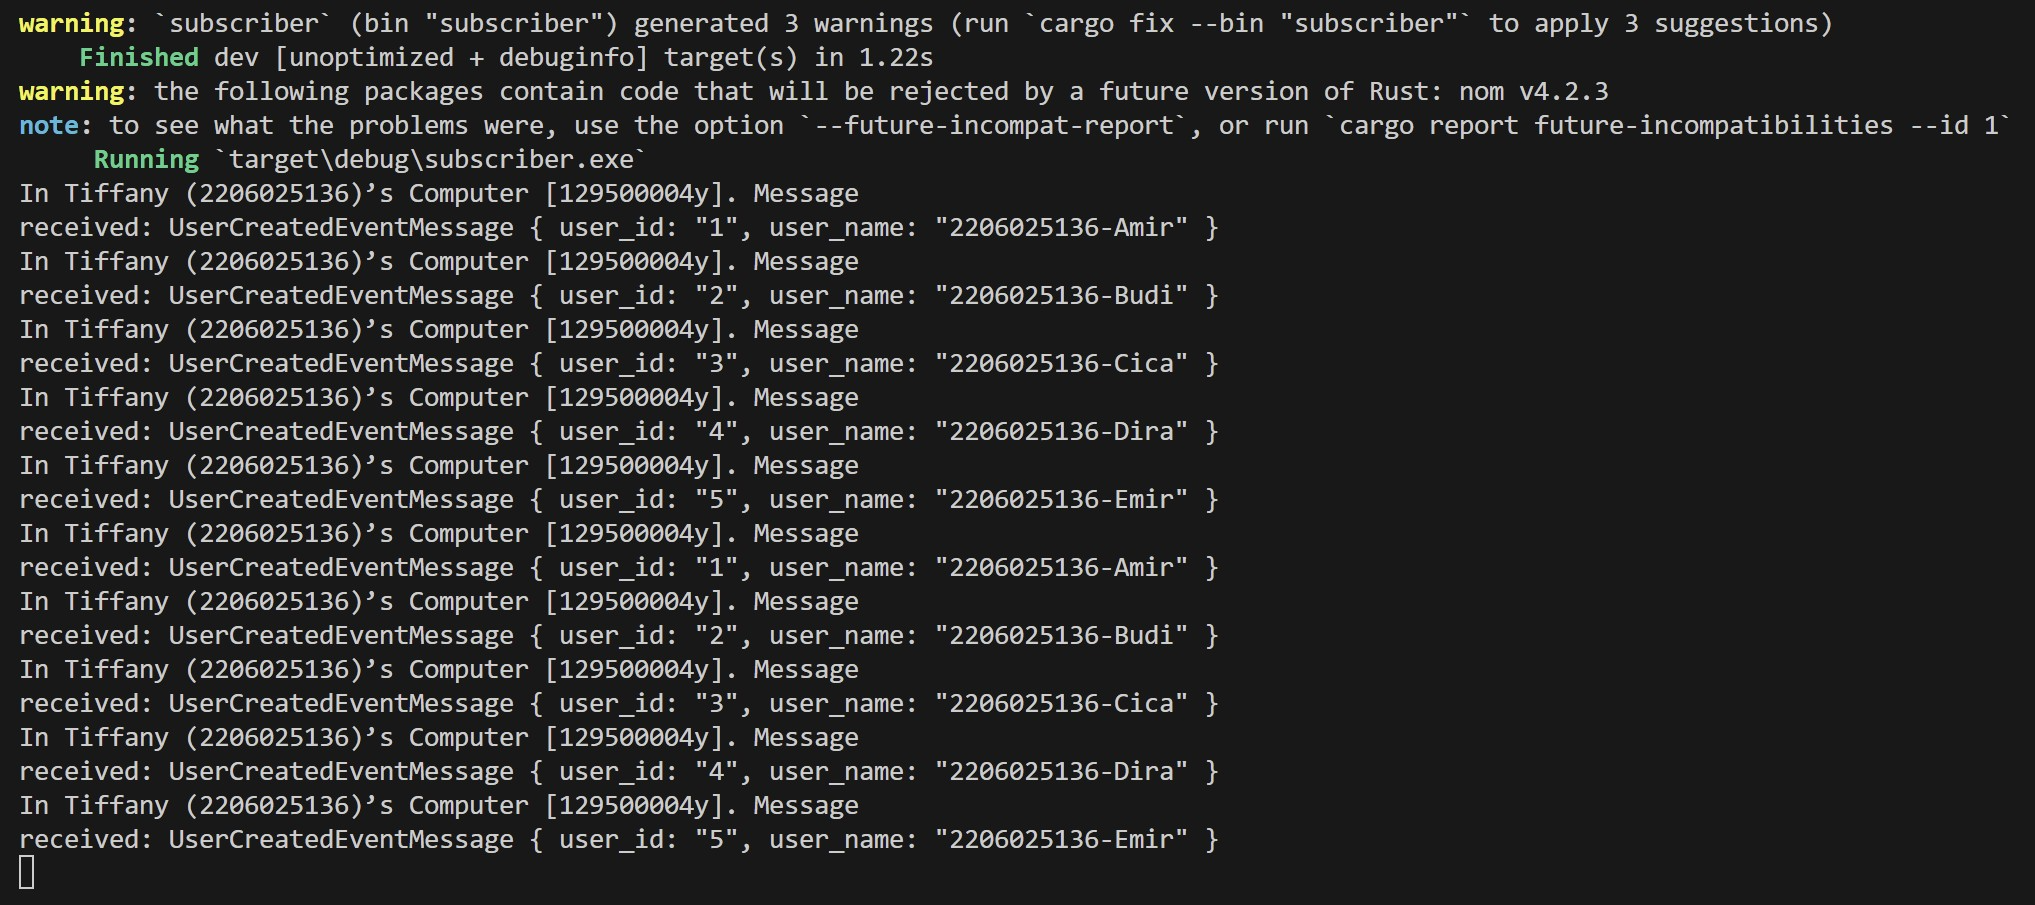 warning: `subscriber` (bin "subscriber") generated 3 warnings (run `cargo fix --bin "subscriber"` to apply 3 suggestions)
Finished dev [unoptimized + debuginfo] target(s) in 1.22s
warning: the following packages contain code that will be rejected by a future version of Rust: nom v4.2.3
note: to see what the problems were, use the option `--future-incompat-report`, or run `cargo report future-incompatibilities --id 1`
Running `target\debug\subscriber.exe`
In Tiffany (2206025136)’s Computer [129500004y]. Message
received: UserCreatedEventMessage { user_id: "1", user_name: "2206025136-Amir" }
In Tiffany (2206025136)’s Computer [129500004y]. Message
received: UserCreatedEventMessage { user_id: "2", user_name: "2206025136-Budi" }
In Tiffany (2206025136)’s Computer [129500004y]. Message
received: UserCreatedEventMessage { user_id: "3", user_name: "2206025136-Cica" }
In Tiffany (2206025136)’s Computer [129500004y]. Message
received: UserCreatedEventMessage { user_id: "4", user_name: "2206025136-Dira" }
In Tiffany (2206025136)’s Computer [129500004y]. Message
received: UserCreatedEventMessage { user_id: "5", user_name: "2206025136-Emir" }
In Tiffany (2206025136)’s Computer [129500004y]. Message
received: UserCreatedEventMessage { user_id: "1", user_name: "2206025136-Amir" }
In Tiffany (2206025136)’s Computer [129500004y]. Message
received: UserCreatedEventMessage { user_id: "2", user_name: "2206025136-Budi" }
In Tiffany (2206025136)’s Computer [129500004y]. Message
received: UserCreatedEventMessage { user_id: "3", user_name: "2206025136-Cica" }
In Tiffany (2206025136)’s Computer [129500004y]. Message
received: UserCreatedEventMessage { user_id: "4", user_name: "2206025136-Dira" }
In Tiffany (2206025136)’s Computer [129500004y]. Message
received: UserCreatedEventMessage { user_id: "5", user_name: "2206025136-Emir" }